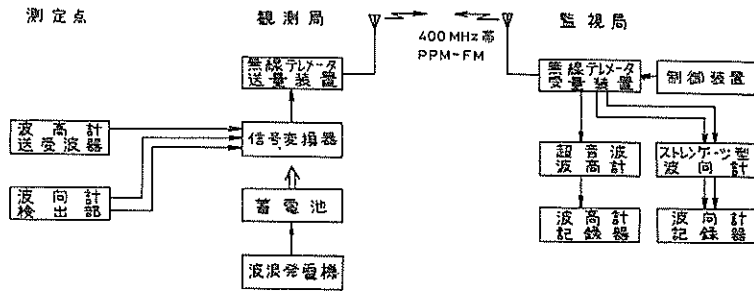 測定点
観測局
監視局
400 MHz 帯
PPM-FM
無線テレメータ
送量装置
無線テレメータ
受量装置
制御装置
波高計
送受波器
信号変換器
超音波
波高計
ストレンゲージ型
波向計
波向計
検出部
蓄電池
波高計
記録器
波向計
記録器
波浪発電機